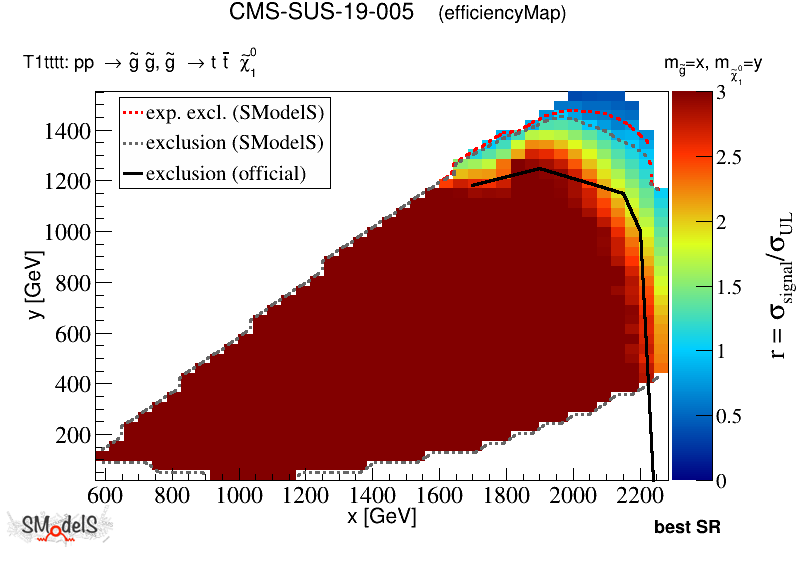 CMS-SUS-19-005 (efficiencyMap)
T1tttt: pp → g̃ g̃, g̃ → t t̄ χ̃⁰₁
m_g̃=x, m_χ̃⁰₁=y
exp. excl. (SModelS)
exclusion (SModelS)
exclusion (official)
1400
1200
1000
800
600
400
200
y [GeV]
600 800 1000 1200 1400 1600 1800 2000 2200
x [GeV]
3
2.5
2
1.5
1
0.5
0
r = σ_signal/σ_UL
SModelS
best SR